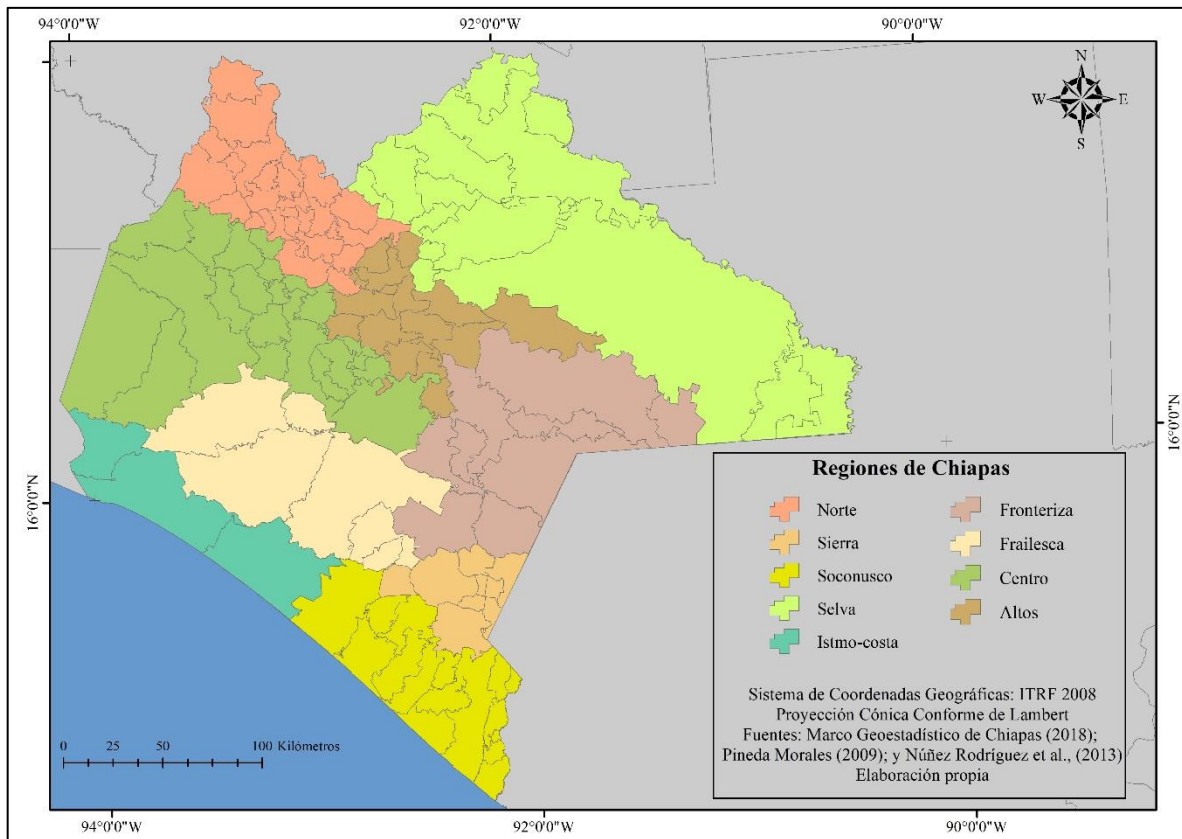 94°0'0"W
92°0'0"W
90°0'0"W
N
W
E
S
16°0'0"N
16°0'0"N
Regiones de Chiapas
Norte
Fronteriza
Sierra
Frailesca
Soconusco
Centro
Selva
Altos
Istmo-costa
Sistema de Coordenadas Geográficas: ITRF 2008
Proyección Cónica Conforme de Lambert
Fuentes: Marco Geoestadístico de Chiapas (2018);
Pineda Morales (2009); y Núñez Rodríguez et al., (2013)
Elaboración propia
0 25 50 100 Kilómetros
94°0'0"W
92°0'0"W
90°0'0"W